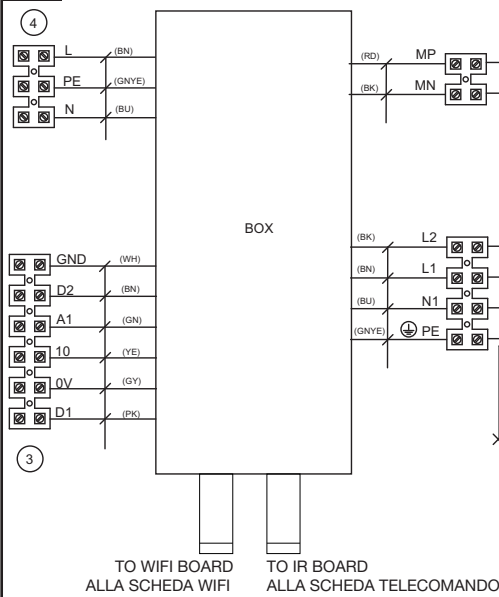 4
L (BN)
PE (GNYE)
N (BU)
(RD) MP
(BK) MN
BOX
GND (WH)
D2 (BN)
A1 (GN)
10 (YE)
0V (GY)
D1 (PK)
3
(BK) L2
(BN) L1
(BU) N1
(GNYE) PE
TO WIFI BOARD
ALLA SCHEDA WIFI
TO IR BOARD
ALLA SCHEDA TELECOMANDO